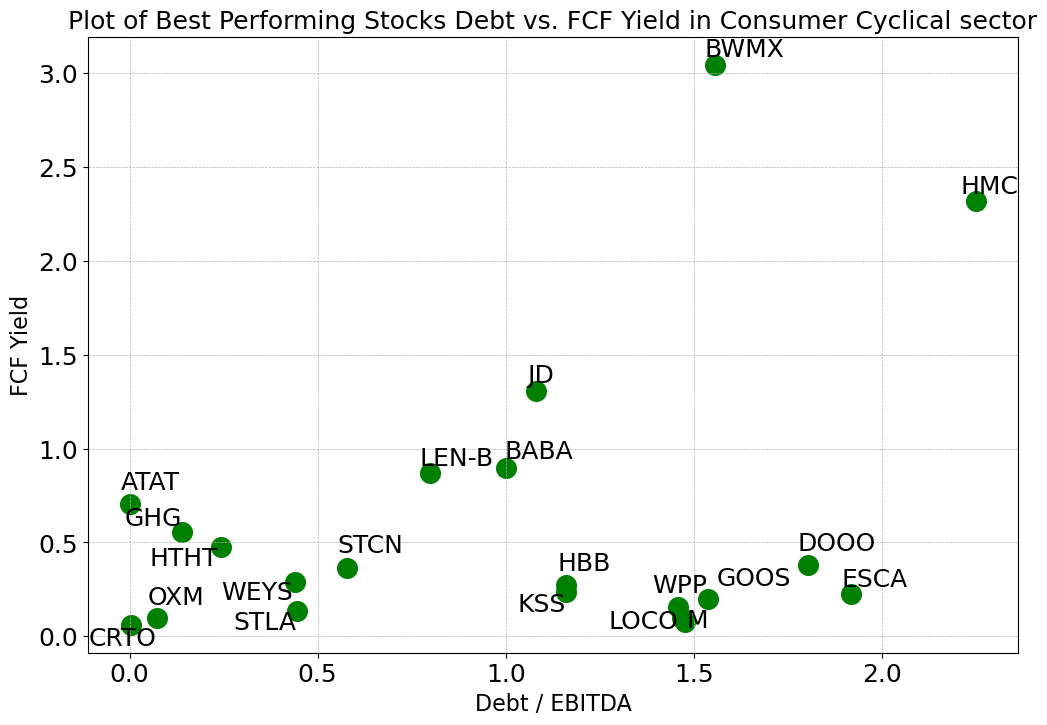 Plot of Best Performing Stocks Debt vs. FCF Yield in Consumer Cyclical sector
BWMX
3.0
HMC
2.5
2.0
FCF Yield
1.5
JD
LEN-B
BABA
1.0
ATAT
GHG
HTHT
STCN
DOOO
0.5
HBB
WEYS
WPP
GOOS
ESCA
OXM
KSS
STLA
LOCO
M
CRTO
0.0
0.0 0.5 1.0 1.5 2.0
Debt / EBITDA